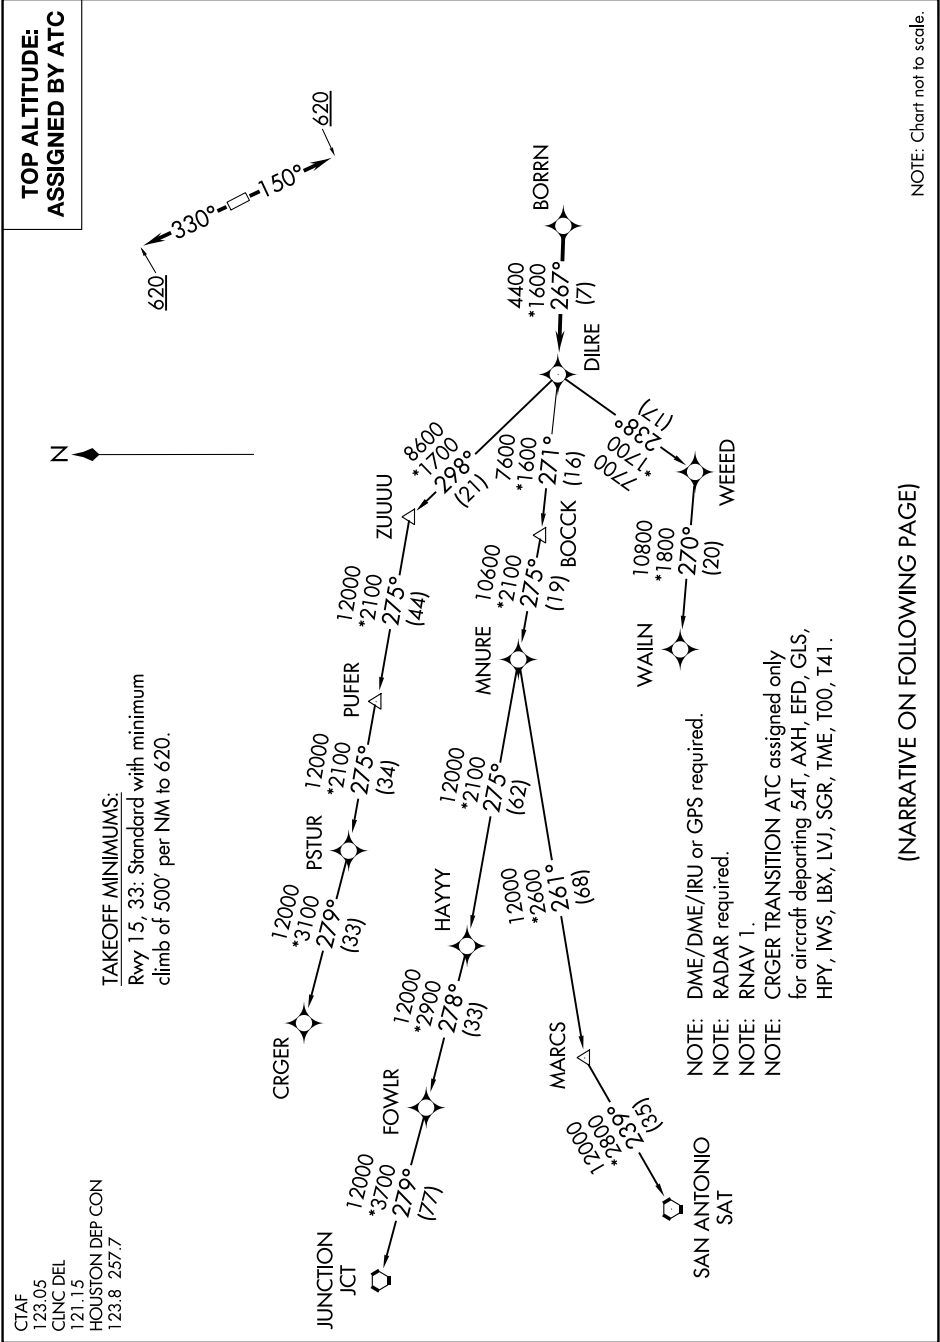 TOP ALTITUDE:
ASSIGNED BY ATC
CTAF
123.05
CLNC DEL
121.15
HOUSTON DEP CON
123.8 257.7
TAKEOFF MINIMUMS:
Rwy 15, 33: Standard with minimum
climb of 500' per NM to 620.
N
620
330°
150°
620
BORRN
4400
*1600
267°
(7)
DILRE
8600
*1700
298°
(21)
ZUUUU
12000
*2100
275°
(44)
PUFER
12000
*2100
275°
(34)
PSTUR
12000
*3100
279°
(33)
CRGER
7600
*1600
271°
(16)
BOCCK
10600
*2100
275°
(19)
MNURE
12000
*2100
275°
(62)
HAYYY
12000
*2900
278°
(33)
FOWLR
12000
*3700
279°
(77)
JUNCTION
JCT
12000
*2600
261°
(68)
MARCS
12000
*2800
239°
(35)
SAN ANTONIO
SAT
7700
*1700
238°
(17)
WEEED
10800
*1800
270°
(20)
WAILN
NOTE: DME/DME/IRU or GPS required.
NOTE: RADAR required.
NOTE: RNAV 1.
NOTE: CRGER TRANSITION ATC assigned only
for aircraft departing 54T, AXH, EFD, GLS,
HPY, IWS, LBX, LVJ, SGR, TME, T00, T41.
(NARRATIVE ON FOLLOWING PAGE)
NOTE: Chart not to scale.